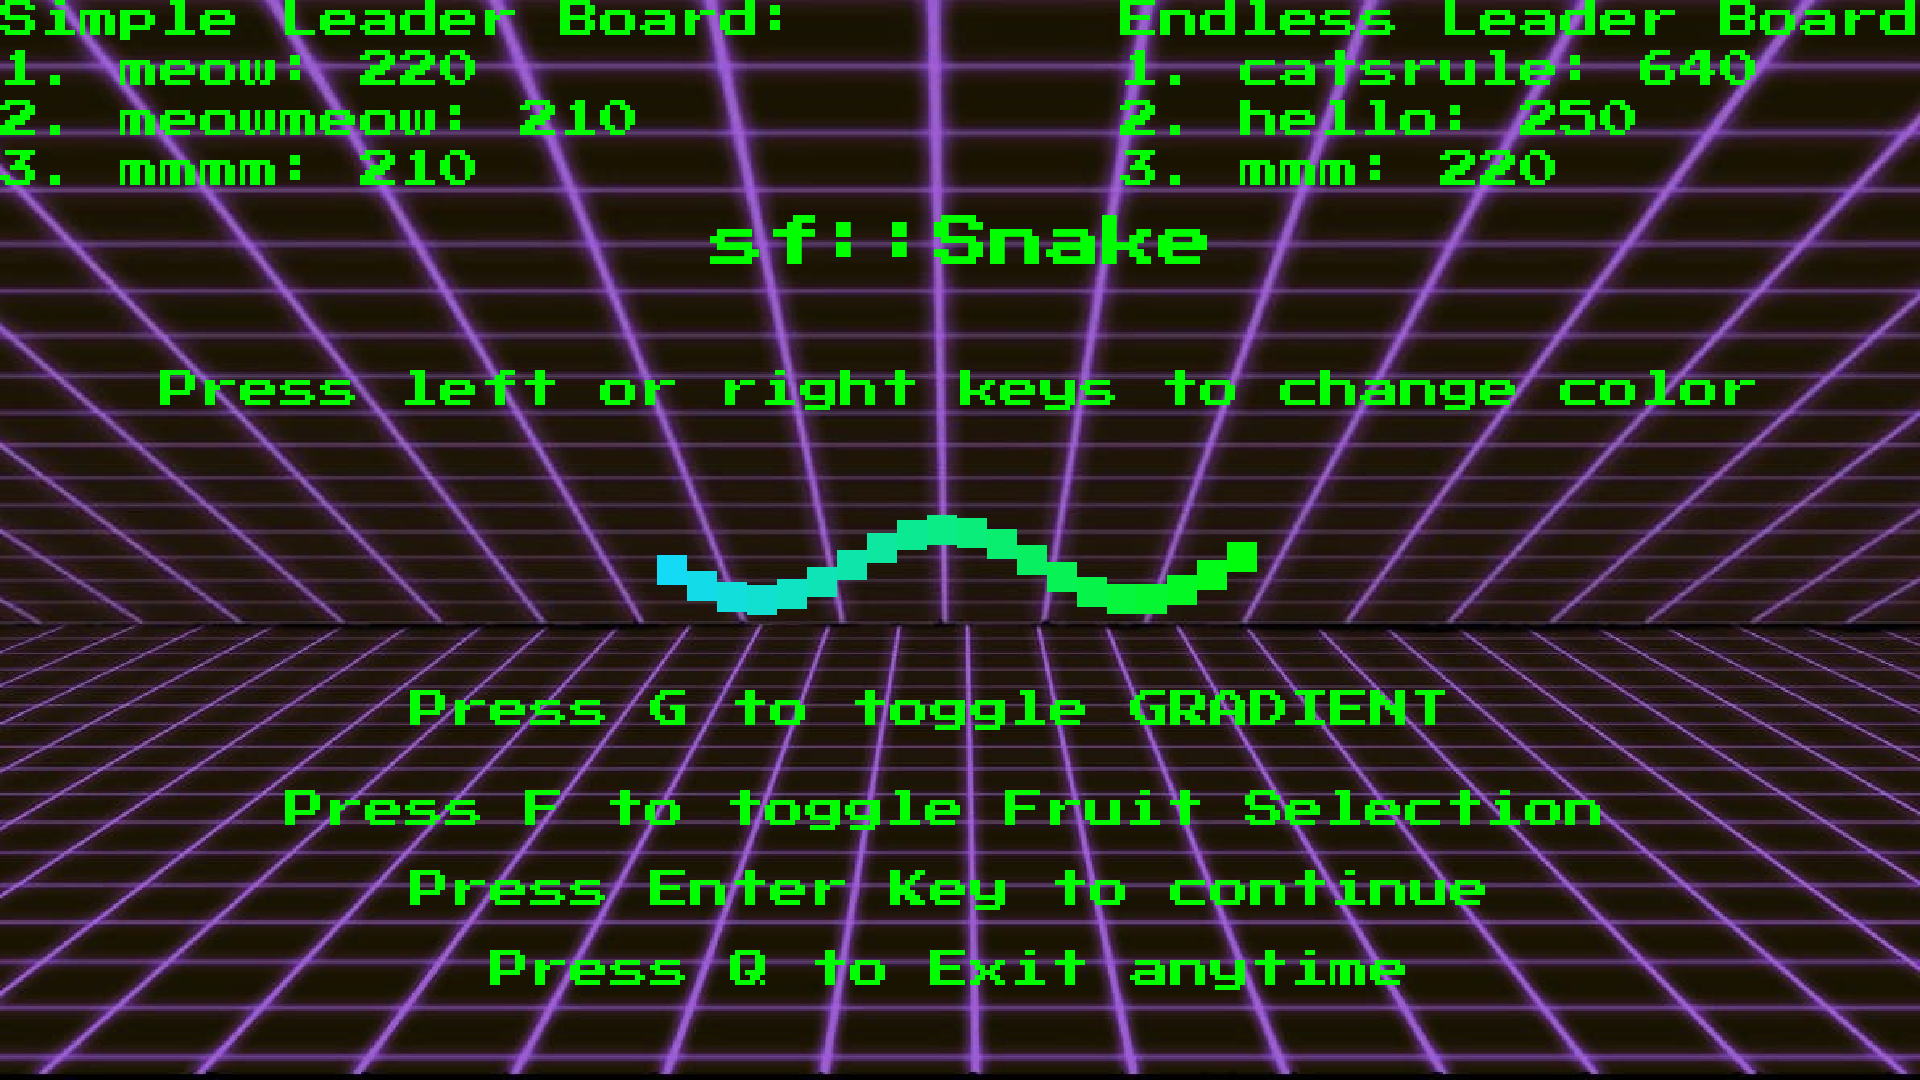 Simple Leader Board:
1. meow: 220
2. meowmeow: 210
3. mmmm: 210
Endless Leader Board
1. catsrule: 640
2. hello: 250
3. mmm: 220
sf::Snake
Press left or right keys to change color
Press G to toggle GRADIENT
Press F to toggle Fruit Selection
Press Enter Key to continue
Press Q to Exit anytime